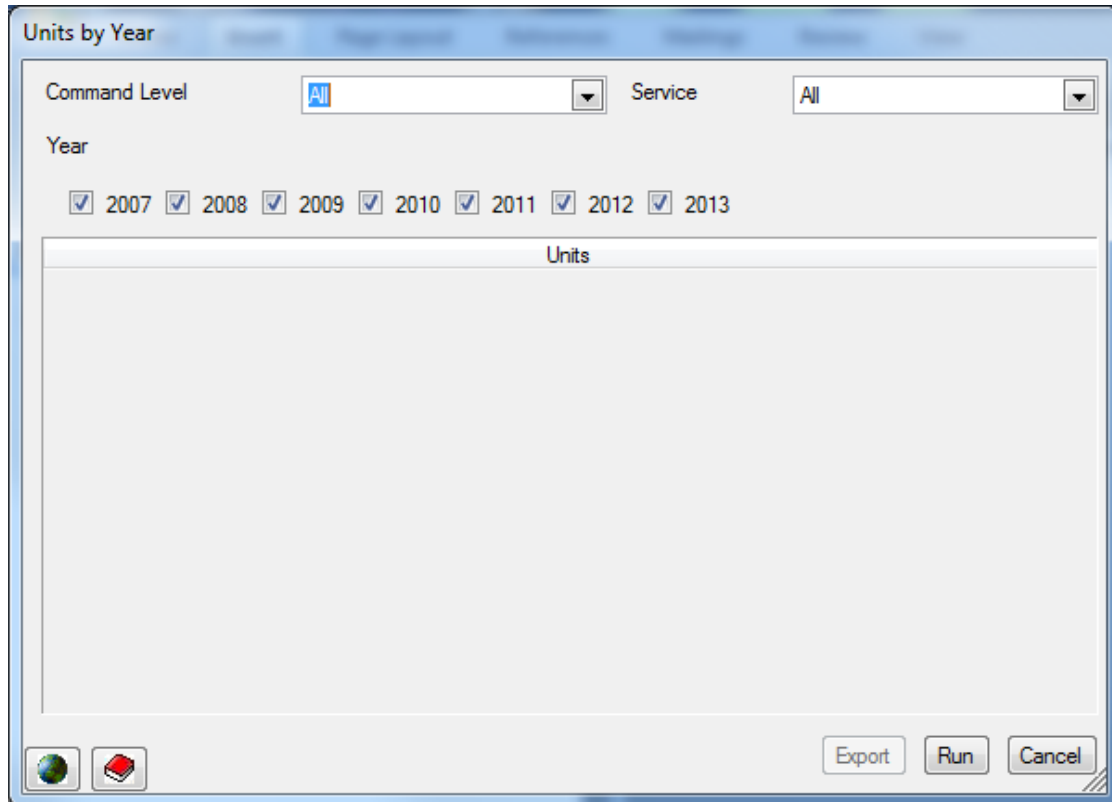 Units by Year
Command Level All Service All
Year
2007 2008 2009 2010 2011 2012 2013
Units
Export Run Cancel